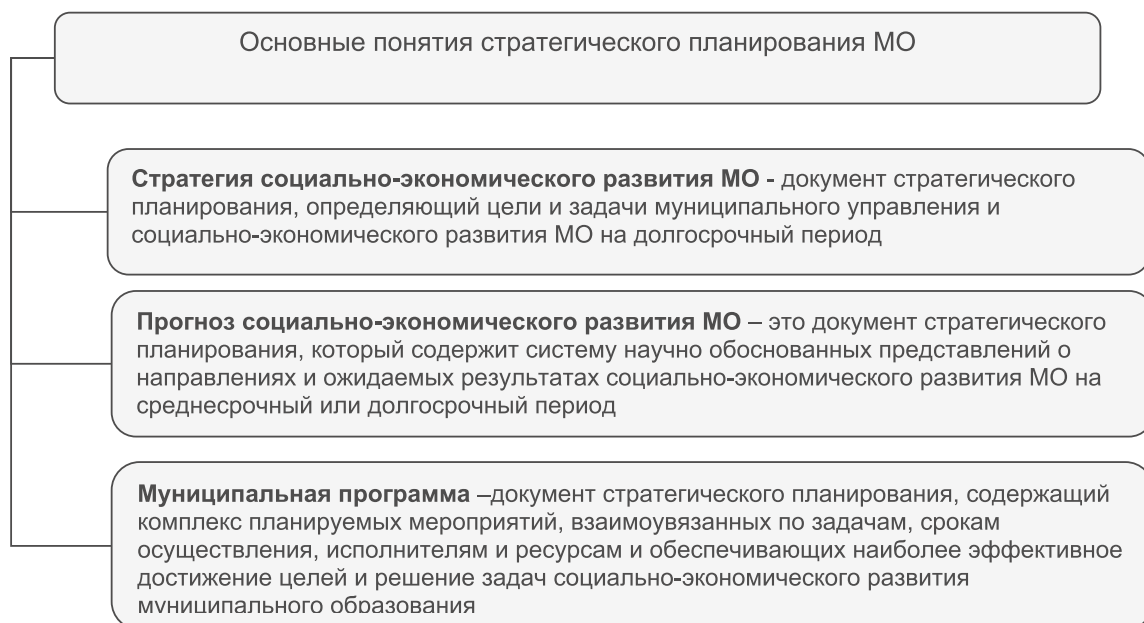 Основные понятия стратегического планирования МО
Стратегия социально-экономического развития МО - документ стратегического
планирования, определяющий цели и задачи муниципального управления и
социально-экономического развития МО на долгосрочный период
Прогноз социально-экономического развития МО – это документ стратегического
планирования, который содержит систему научно обоснованных представлений о
направлениях и ожидаемых результатах социально-экономического развития МО на
среднесрочный или долгосрочный период
Муниципальная программа –документ стратегического планирования, содержащий
комплекс планируемых мероприятий, взаимоувязанных по задачам, срокам
осуществления, исполнителям и ресурсам и обеспечивающих наиболее эффективное
достижение целей и решение задач социально-экономического развития
муниципального образования